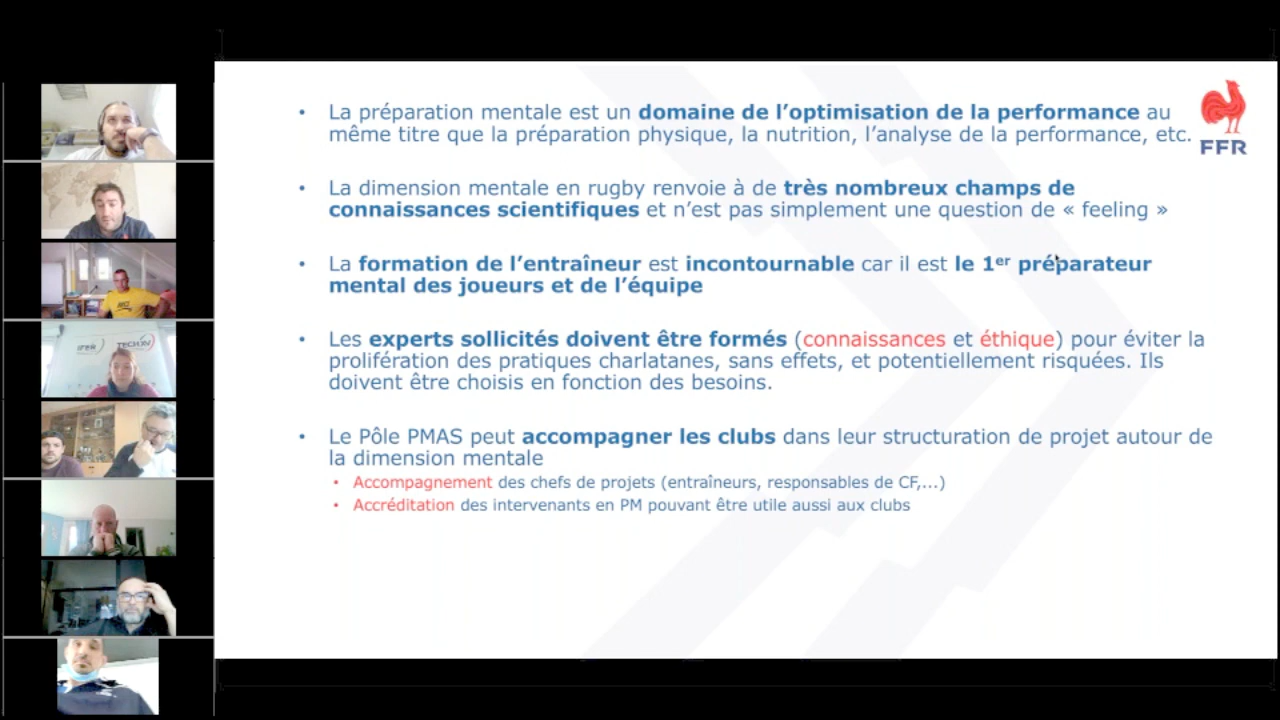 • La préparation mentale est un domaine de l’optimisation de la performance au
même titre que la préparation physique, la nutrition, l’analyse de la performance, etc.
FFR
• La dimension mentale en rugby renvoie à de très nombreux champs de
connaissances scientifiques et n’est pas simplement une question de « feeling »
• La formation de l’entraîneur est incontournable car il est le 1er préparateur
mental des joueurs et de l’équipe
• Les experts sollicités doivent être formés (connaissances et éthique) pour éviter la
prolifération des pratiques charlatanes, sans effets, et potentiellement risquées. Ils
doivent être choisis en fonction des besoins.
• Le Pôle PMAS peut accompagner les clubs dans leur structuration de projet autour de
la dimension mentale
• Accompagnement des chefs de projets (entraîneurs, responsables de CF,...)
• Accréditation des intervenants en PM pouvant être utile aussi aux clubs
TECH XV